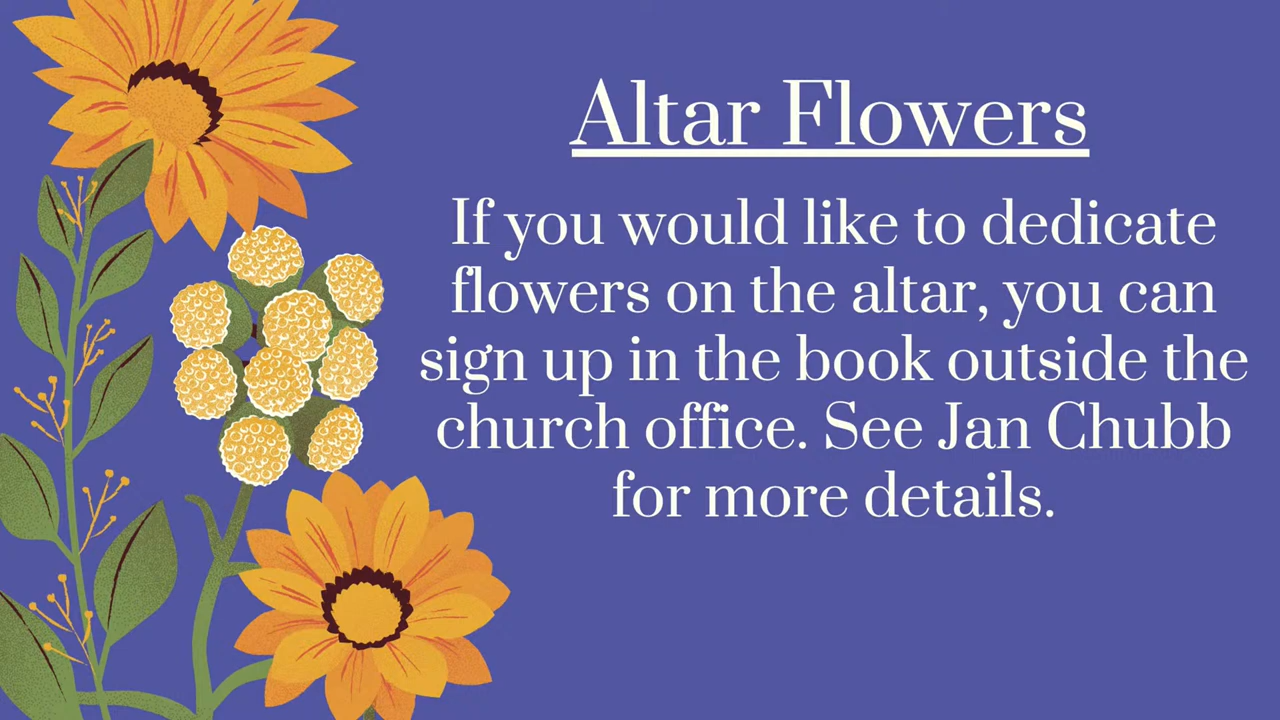 Altar Flowers
If you would like to dedicate
flowers on the altar, you can
sign up in the book outside the
church office. See Jan Chubb
for more details.